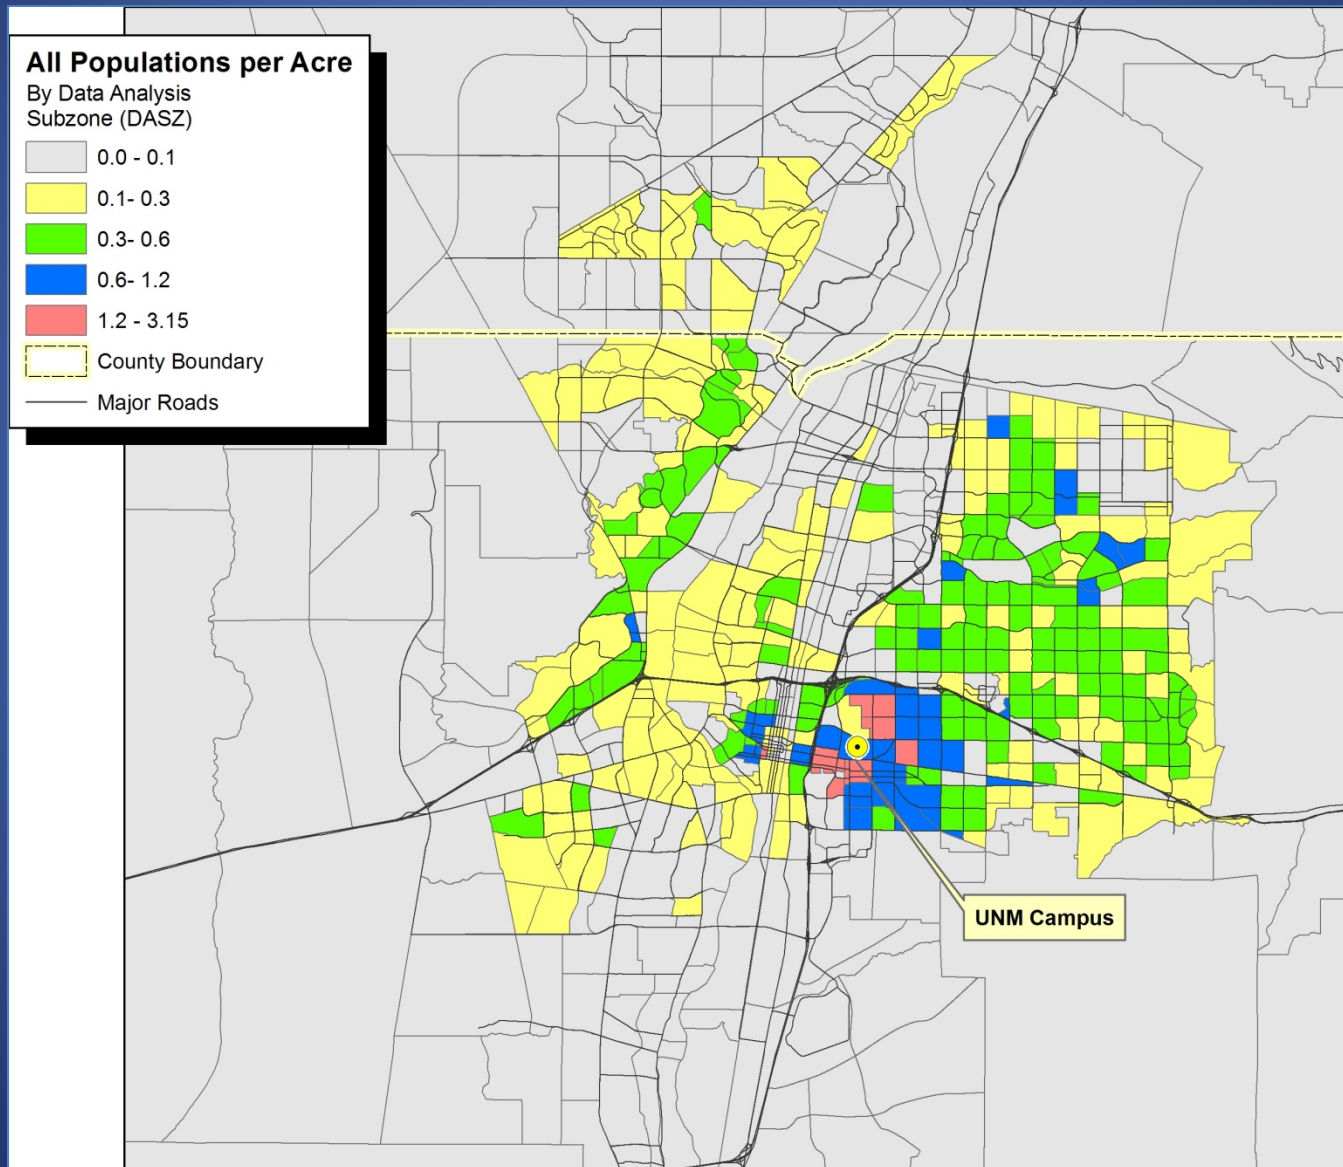 All Populations per Acre
By Data Analysis
Subzone (DASZ)
0.0 - 0.1
0.1- 0.3
0.3- 0.6
0.6- 1.2
1.2 - 3.15
County Boundary
Major Roads
UNM Campus